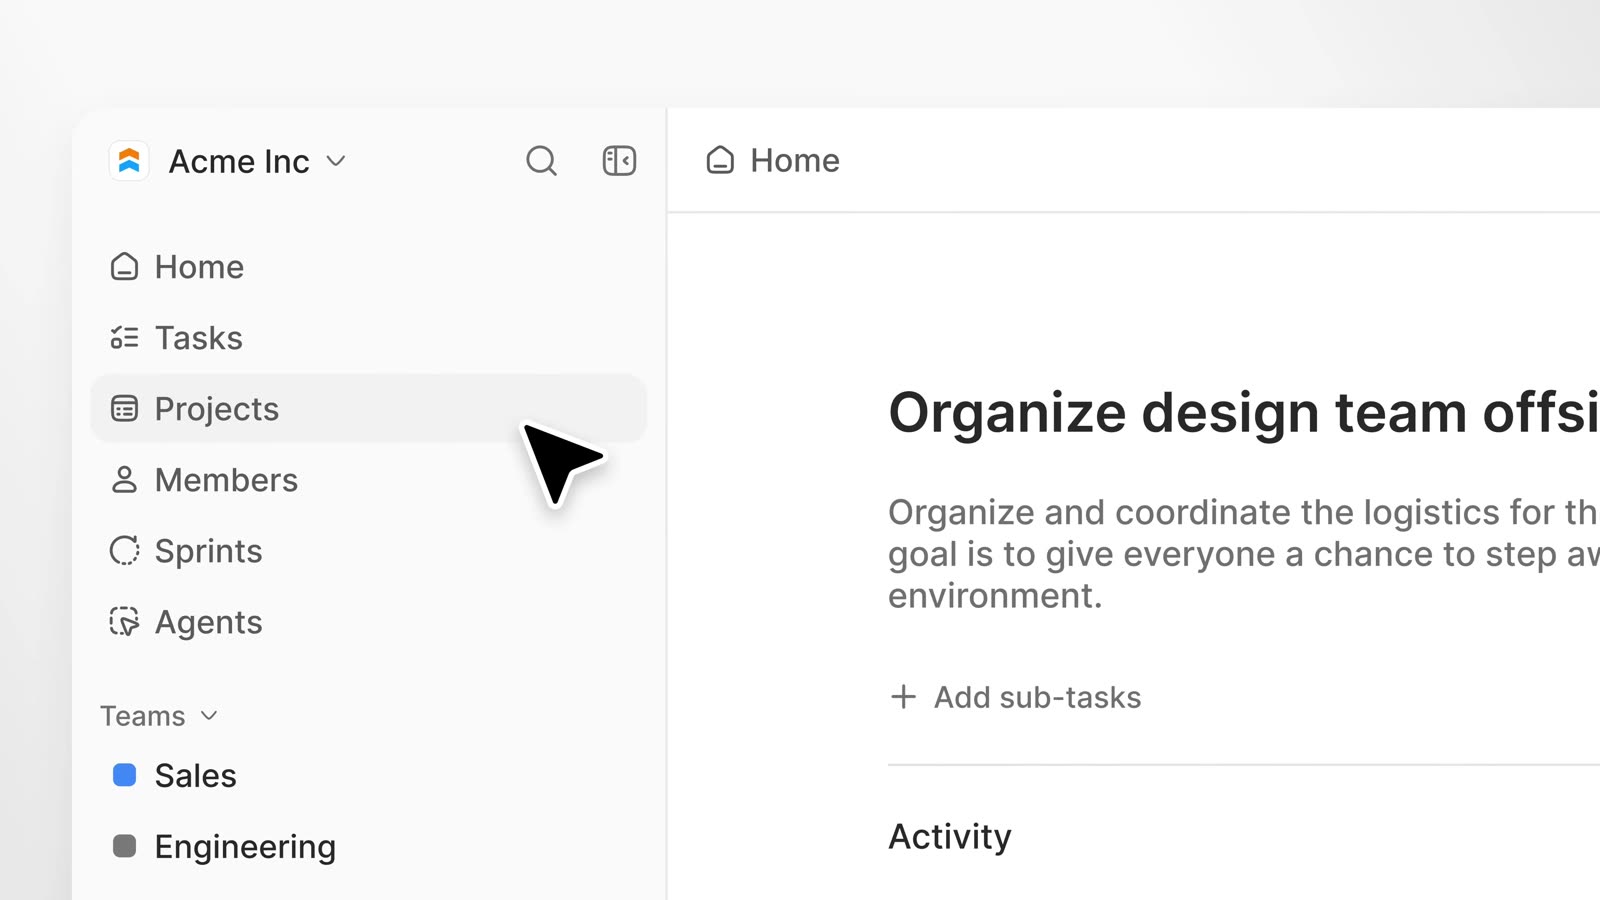 Acme Inc
Home
Tasks
Projects
Members
Sprints
Agents
Teams
Sales
Engineering
Home
Organize design team offsi
Organize and coordinate the logistics for th
goal is to give everyone a chance to step aw
environment.
Add sub-tasks
Activity